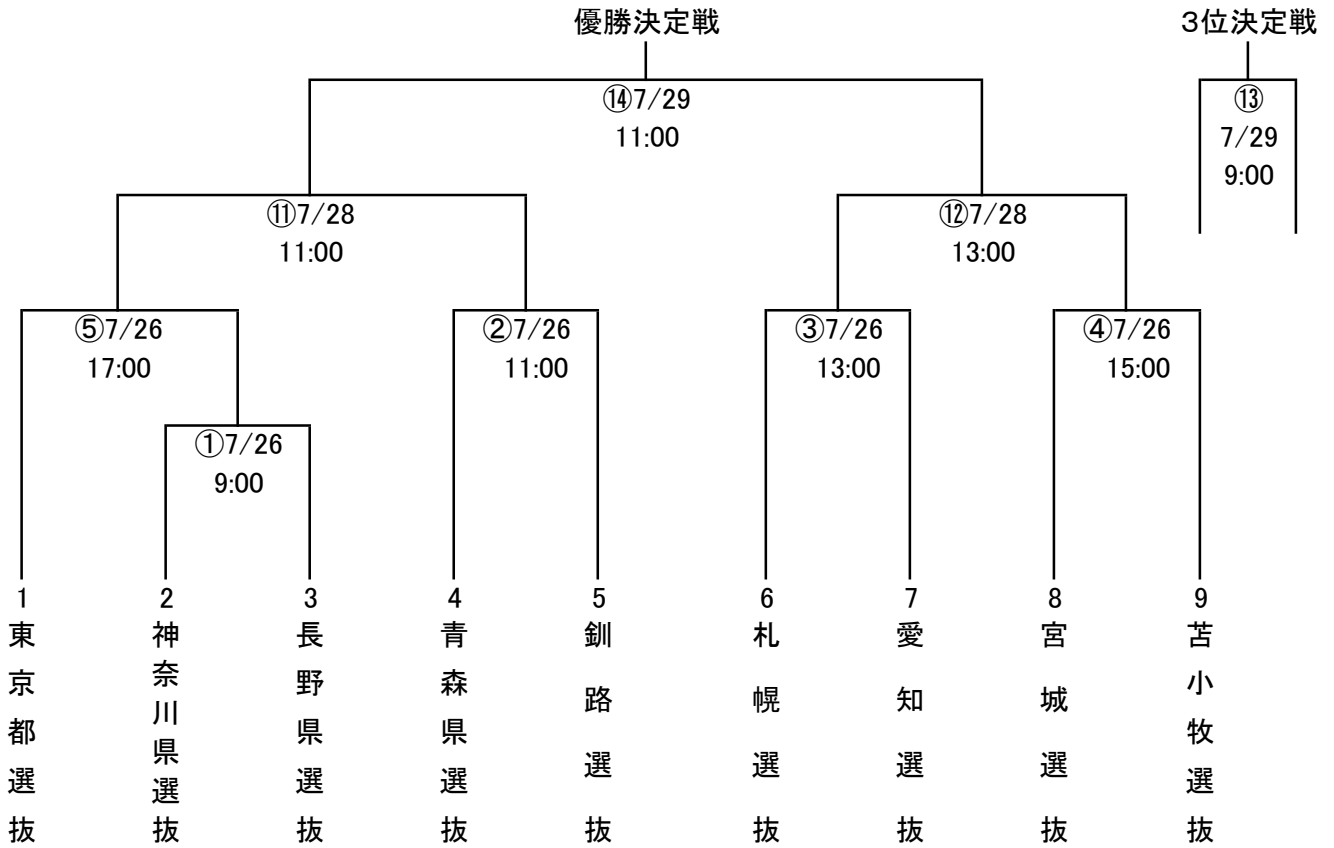 優勝決定戦
3位決定戦
⑭7/29
11:00
⑬
7/29
9:00
⑪7/28
11:00
⑫7/28
13:00
⑤7/26
17:00
②7/26
11:00
③7/26
13:00
④7/26
15:00
①7/26
9:00
1
東京都選抜
2
神奈川県選抜
3
長野県選抜
4
青森県選抜
5
釧路選抜
6
札幌選抜
7
愛知選抜
8
宮城選抜
9
苫小牧選抜